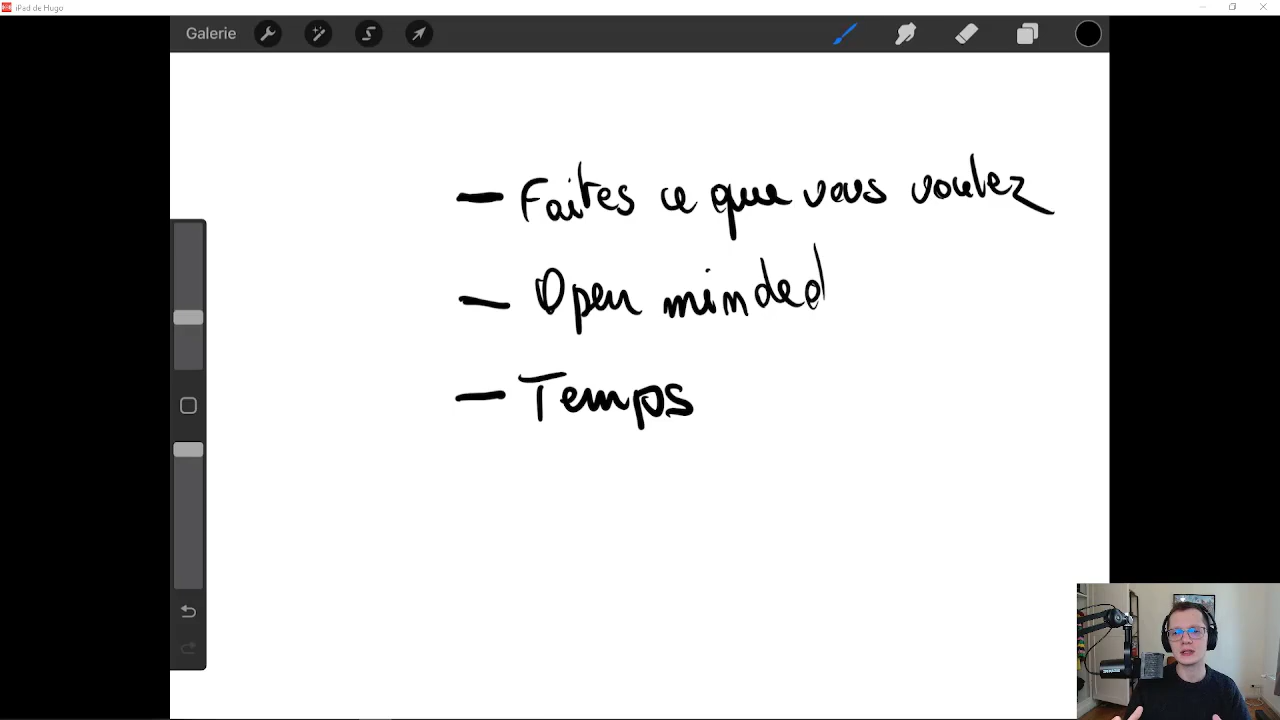 iPad de Hugo
Galerie
- Faites ce que vous voulez
- Open minded
- Temps